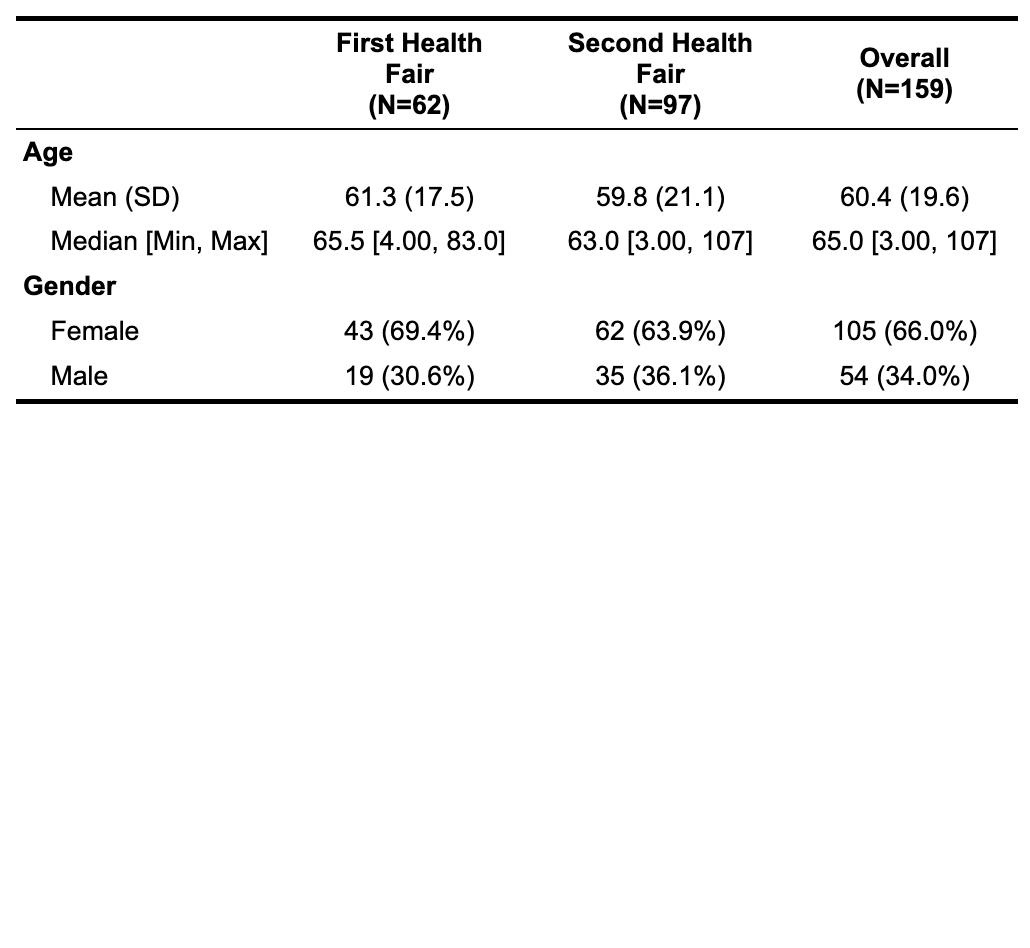 First Health Fair (N=62) Second Health Fair (N=97) Overall (N=159)
Age
Mean (SD) 61.3 (17.5) 59.8 (21.1) 60.4 (19.6)
Median [Min, Max] 65.5 [4.00, 83.0] 63.0 [3.00, 107] 65.0 [3.00, 107]
Gender
Female 43 (69.4%) 62 (63.9%) 105 (66.0%)
Male 19 (30.6%) 35 (36.1%) 54 (34.0%)